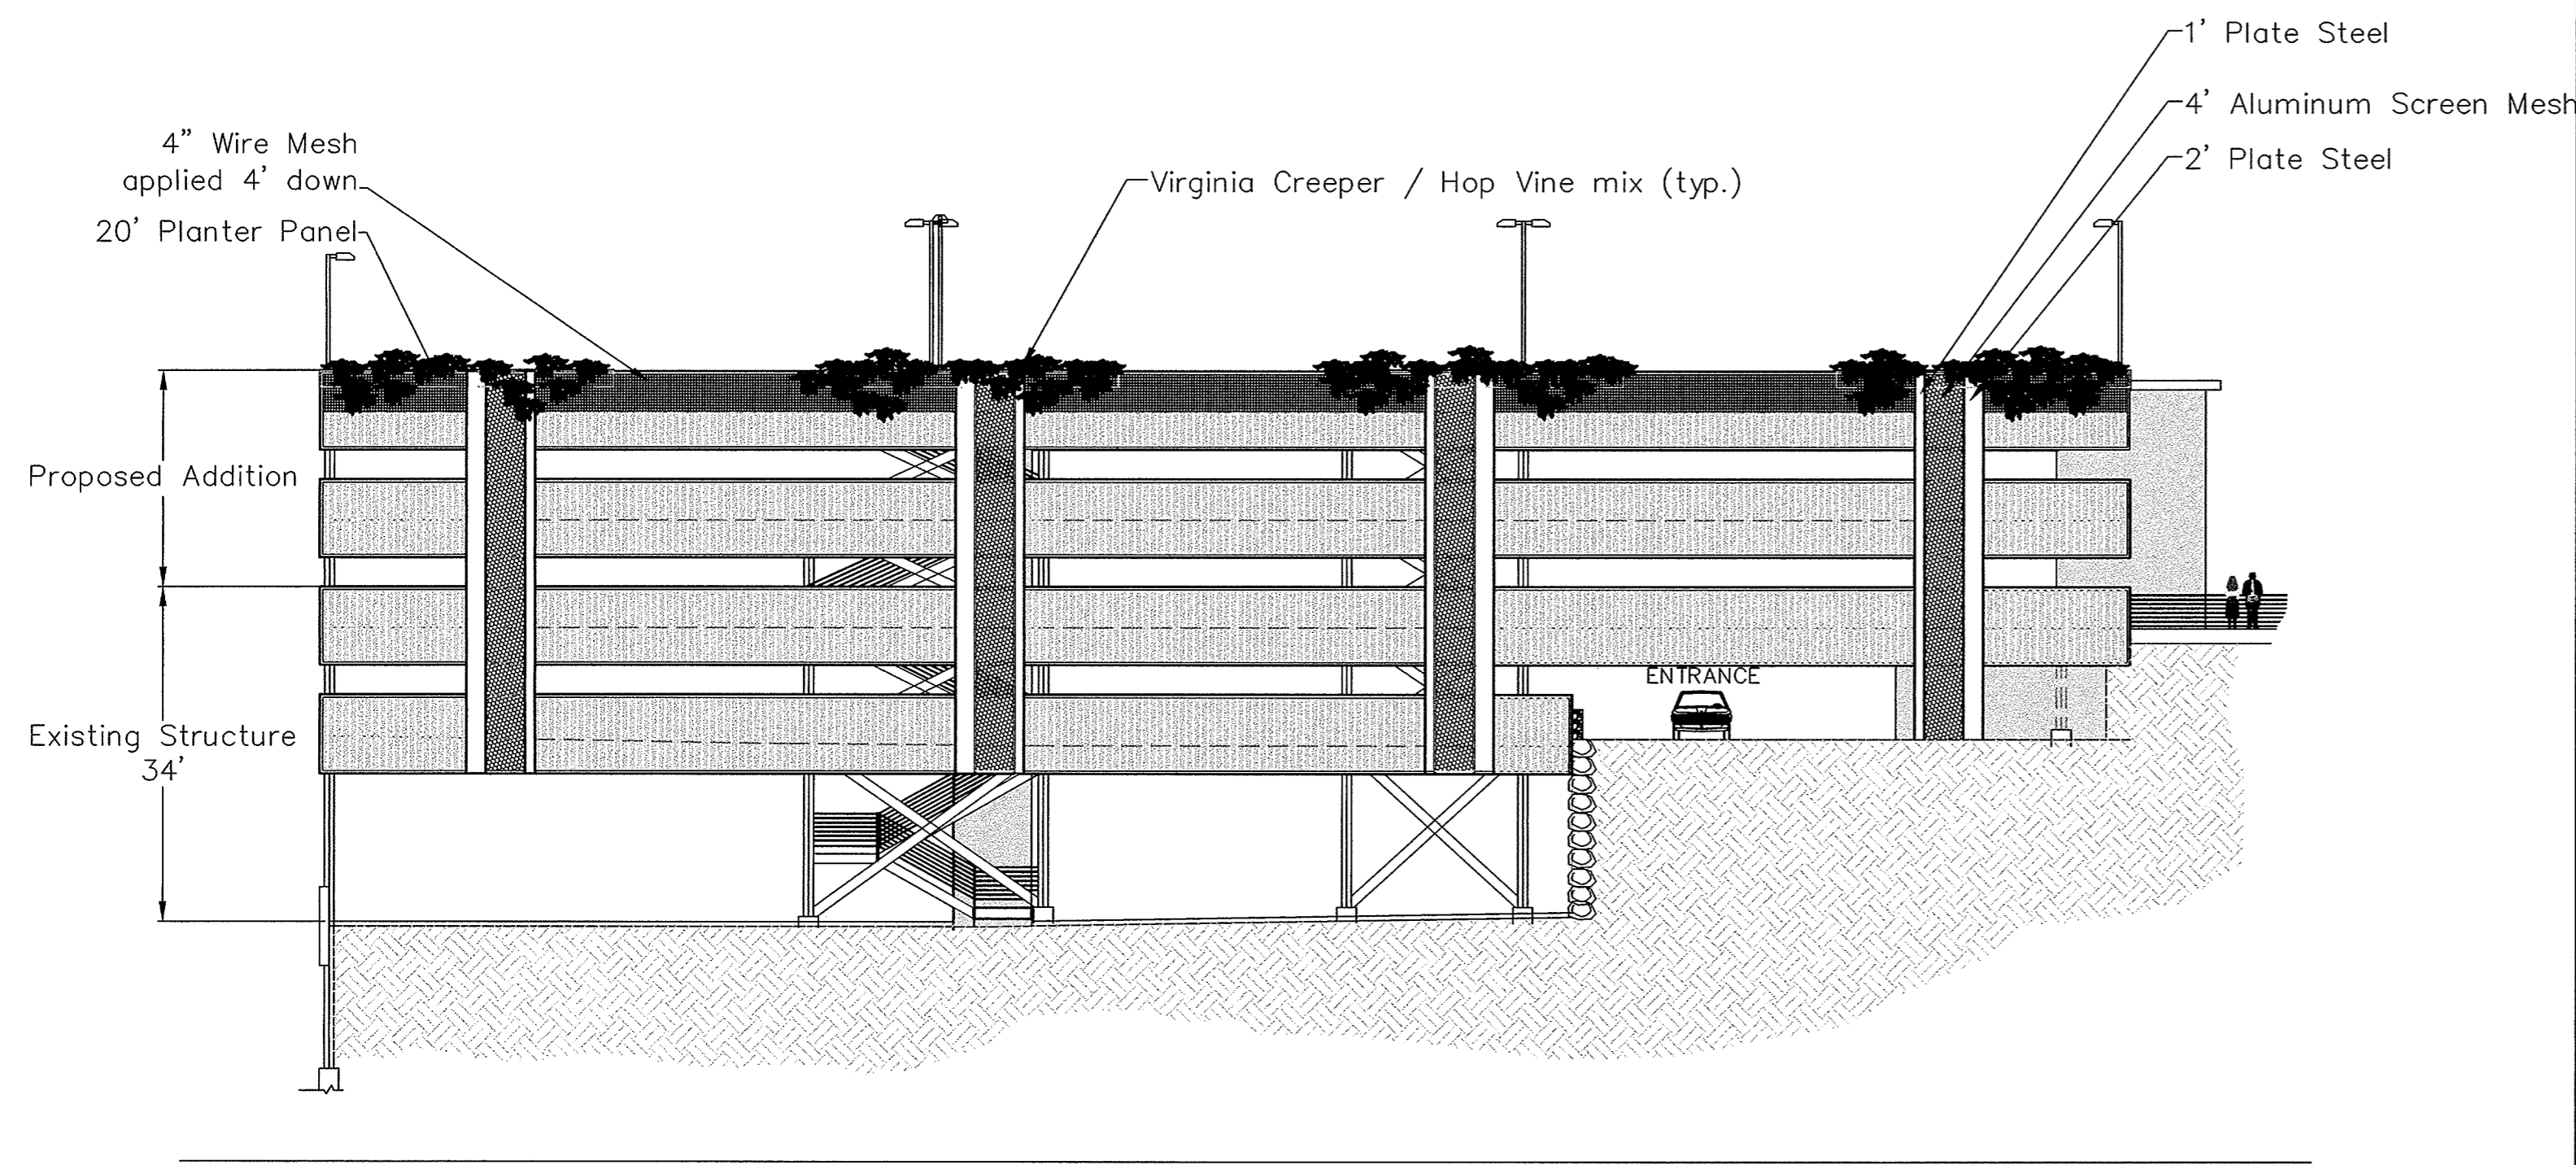 1’ Plate Steel
4’ Aluminum Screen Mesh
2’ Plate Steel
4” Wire Mesh
applied 4’ down
20’ Planter Panel
Virginia Creeper / Hop Vine mix (typ.)
Proposed Addition
ENTRANCE
Existing Structure
34’